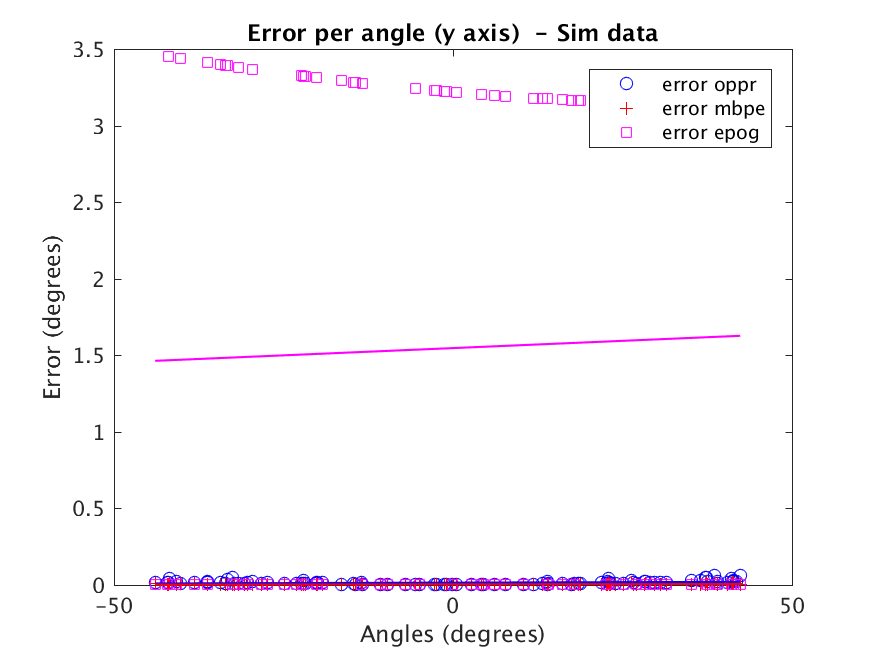 Error per angle (y axis) - Sim data
3.5
3
2.5
2
1.5
1
0.5
0
Error (degrees)
error oppr
error mbpe
error epog
-50
0
50
Angles (degrees)